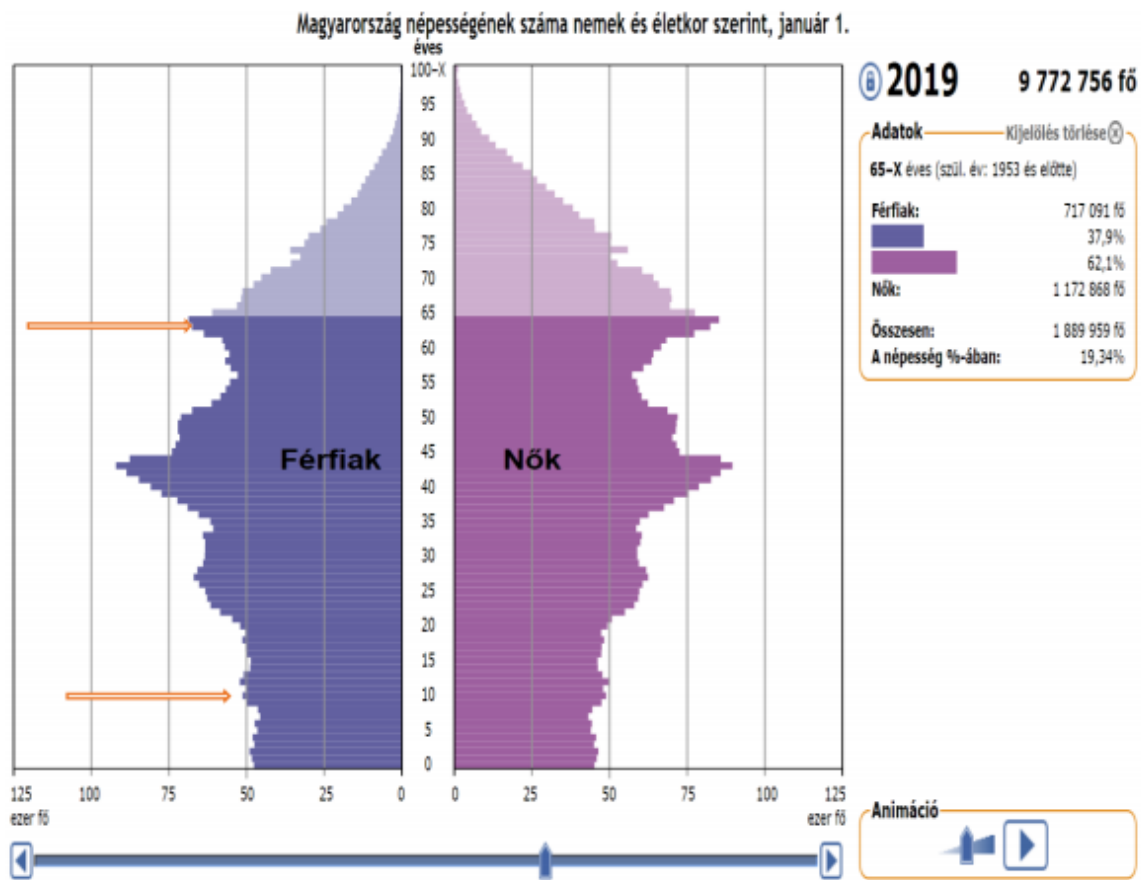 Magyarország népességének száma nemek és életkor szerint, január 1.
éves
100–X
95
90
85
80
75
70
65
60
55
50
45
40
35
30
25
20
15
10
5
0
Férfiak
Nők
125 100 75 50 25 0
0 25 50 75 100 125
ezer fő
ezer fő
2019 9 772 756 fő
Adatok Kijelölés törlése
65–X éves (szül. év: 1953 és előtte)
Férfiak: 717 091 fő
37,9%
62,1%
Nők: 1 172 868 fő
Összesen: 1 889 959 fő
A népesség %-ában: 19,34%
Animáció